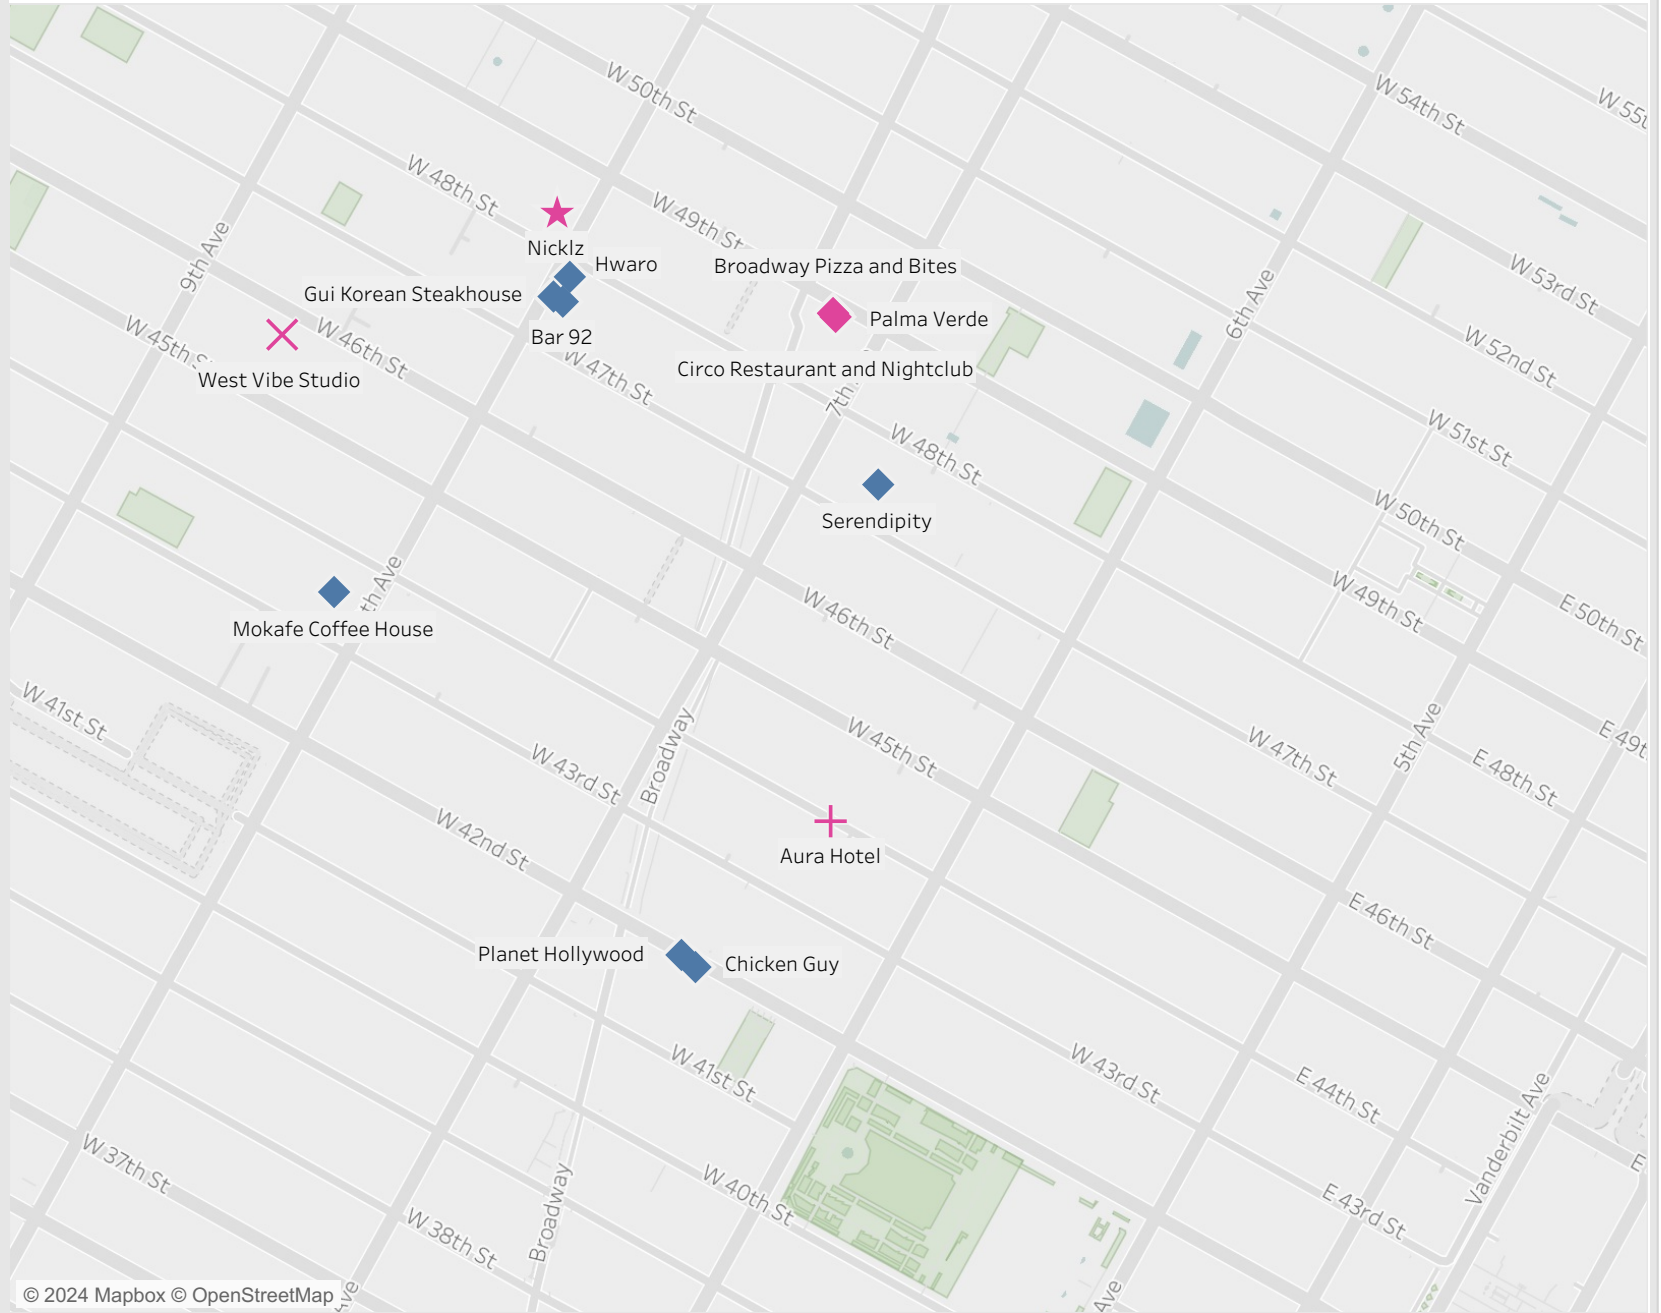 W 50th St
W 54th St
W 55t
W 48th St
W 49th St
9th Ave
Nicklz
Hwaro
Broadway Pizza and Bites
W 53rd St
Gui Korean Steakhouse
6th Ave
Palma Verde
Bar 92
W 45th St
W 46th St
W 47th St
W 52nd St
West Vibe Studio
Circo Restaurant and Nightclub
7th
W 48th St
W 51st St
Serendipity
W 50th St
th Ave
Mokafe Coffee House
W 46th St
W 49th St
E 50th St
W 41st St
W 43rd St
Broadway
W 45th St
W 47th St
5th Ave
E 49t
E 48th St
W 42nd St
Aura Hotel
E 46th St
Planet Hollywood
Chicken Guy
W 41st St
W 43rd St
E 44th St
Vanderbilt Ave
W 37th St
W 40th St
E
Broadway
W 38th St
E 43rd St
© 2024 Mapbox © OpenStreetMap
Ave
Ave